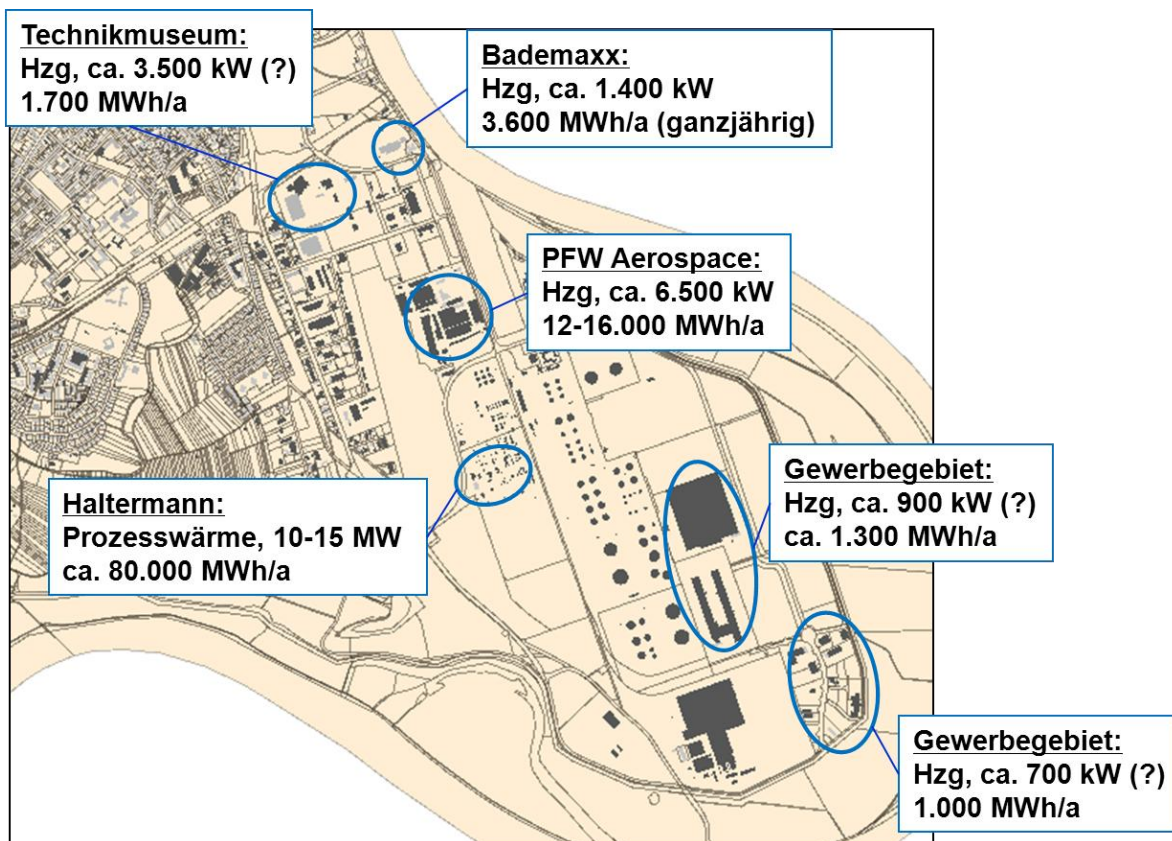 Technikmuseum:
Hzg, ca. 3.500 kW (?)
1.700 MWh/a
Bademaxx:
Hzg, ca. 1.400 kW
3.600 MWh/a (ganzjährig)
PFW Aerospace:
Hzg, ca. 6.500 kW
12-16.000 MWh/a
Haltermann:
Prozesswärme, 10-15 MW
ca. 80.000 MWh/a
Gewerbegebiet:
Hzg, ca. 900 kW (?)
ca. 1.300 MWh/a
Gewerbegebiet:
Hzg, ca. 700 kW (?)
1.000 MWh/a